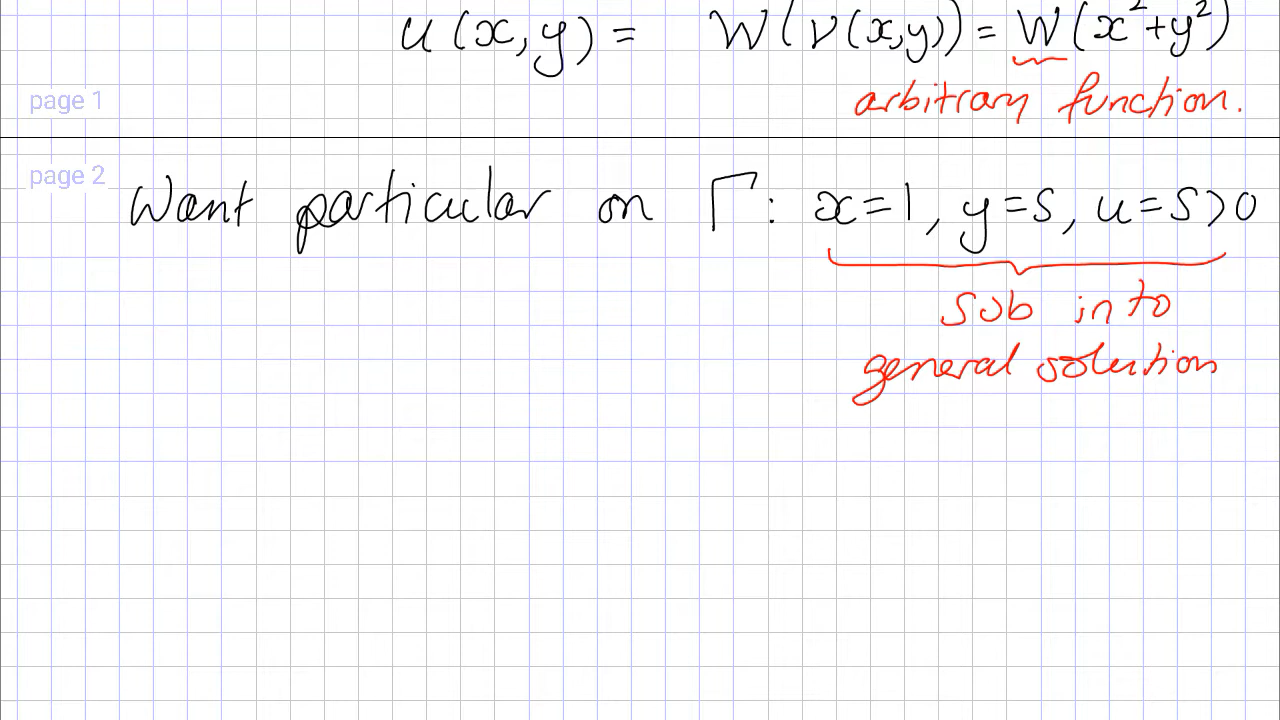 u(x,y) = W(ν(x,y)) = W(x²+y²)
page 1
arbitrary function.
page 2
Want particular on Γ: x=1, y=s, u=s>0
sub into
general solution